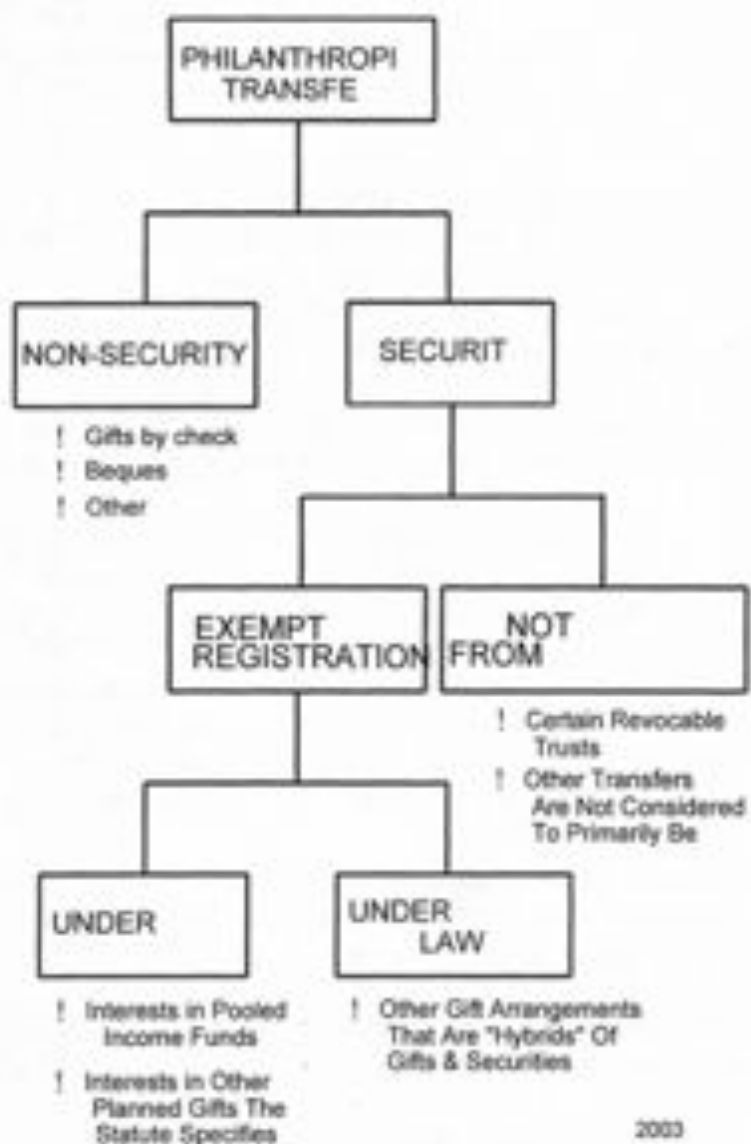 PHILANTHROPI
TRANSFE
NON-SECURITY
SECURIT
! Gifts by check
! Beques
! Other
EXEMPT
REGISTRATION
NOT
FROM
! Certain Revocable
Trusts
! Other Transfers
Are Not Considered
To Primarily Be
UNDER
UNDER
LAW
! Interests in Pooled
Income Funds
! Interests in Other
Planned Gifts The
Statute Specifies
! Other Gift Arrangements
That Are "Hybrids" Of
Gifts & Securities
2003